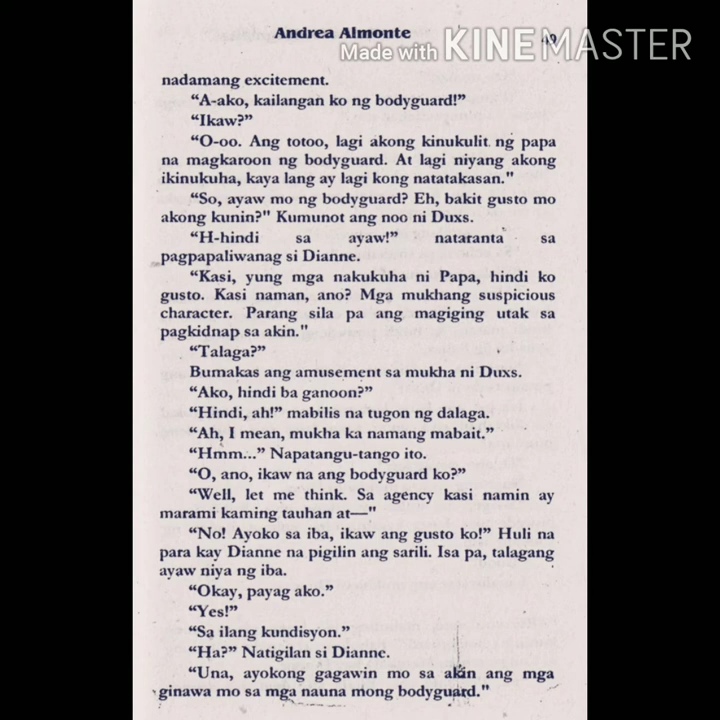 Andrea Almonte 49
Made with KINEMASTER
nadamang excitement.
“A-ako, kailangan ko ng bodyguard!”
“Ikaw?”
“O-oo. Ang totoo, lagi akong kinukulit ng papa
na magkaroon ng bodyguard. At lagi niyang akong
ikinukuha, kaya lang ay lagi kong natatakasan."
“So, ayaw mo ng bodyguard? Eh, bakit gusto mo
akong kunin?" Kumunot ang noo ni Duxs.
“H-hindi sa ayaw!” nataranta sa
pagpapaliwanag si Dianne.
“Kasi, yung mga nakukuha ni Papa, hindi ko
gusto. Kasi naman, ano? Mga mukhang suspicious
character. Parang sila pa ang magiging utak sa
pagkidnap sa akin."
“Talaga?”
Bumakas ang amusement sa mukha ni Duxs.
“Ako, hindi ba ganoon?”
“Hindi, ah!” mabilis na tugon ng dalaga.
“Ah, I mean, mukha ka namang mabait.”
“Hmm...” Napatangu-tango ito.
“O, ano, ikaw na ang bodyguard ko?”
“Well, let me think. Sa agency kasi namin ay
marami kaming tauhan at—"
“No! Ayoko sa iba, ikaw ang gusto ko!” Huli na
para kay Dianne na pigilin ang sarili. Isa pa, talagang
ayaw niya ng iba.
“Okay, payag ako.”
“Yes!”
“Sa ilang kundisyon.”
“Ha?” Natigilan si Dianne.
“Una, ayokong gagawin mo sa akin ang mga
ginawa mo sa mga nauna mong bodyguard."